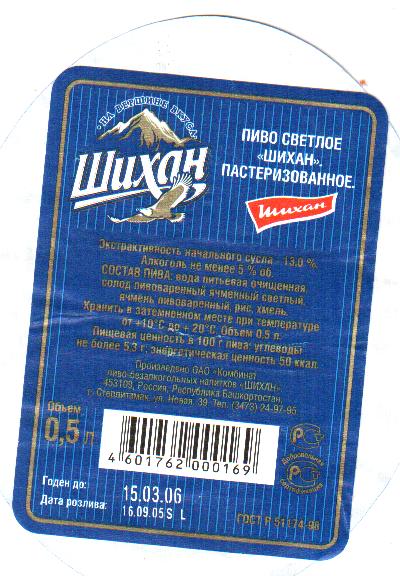 НА ВЕРШИНЕ ВКУСА
Шихан
ПИВО СВЕТЛОЕ
«ШИХАН».
ПАСТЕРИЗОВАННОЕ.
Шихан
Экстрактивность начального сусла - 13,0 %.
Алкоголь не менее 5 % об.
СОСТАВ ПИВА: вода питьевая очищенная,
солод пивоваренный ячменный светлый,
ячмень пивоваренный, рис, хмель.
Хранить в затемненном месте при температуре
от +10°С до + 20°С. Объем 0,5 л.
Пищевая ценность в 100 г пива: углеводы
не более 5,3 г, энергетическая ценность 50 ккал.
Произведено ОАО «Комбинат
пиво-безалкогольных напитков «ШИХАН».
453109, Россия, Республика Башкортостан,
г. Стерлитамак, ул. Новая, 39. Тел. (3473) 24-97-95
Объем
0,5 л
4 601762 000169
РСТ
Добровольная
сертификация
Годен до: 15.03.06
Дата розлива: 16.09.05 S L
ГОСТ Р 51174-98